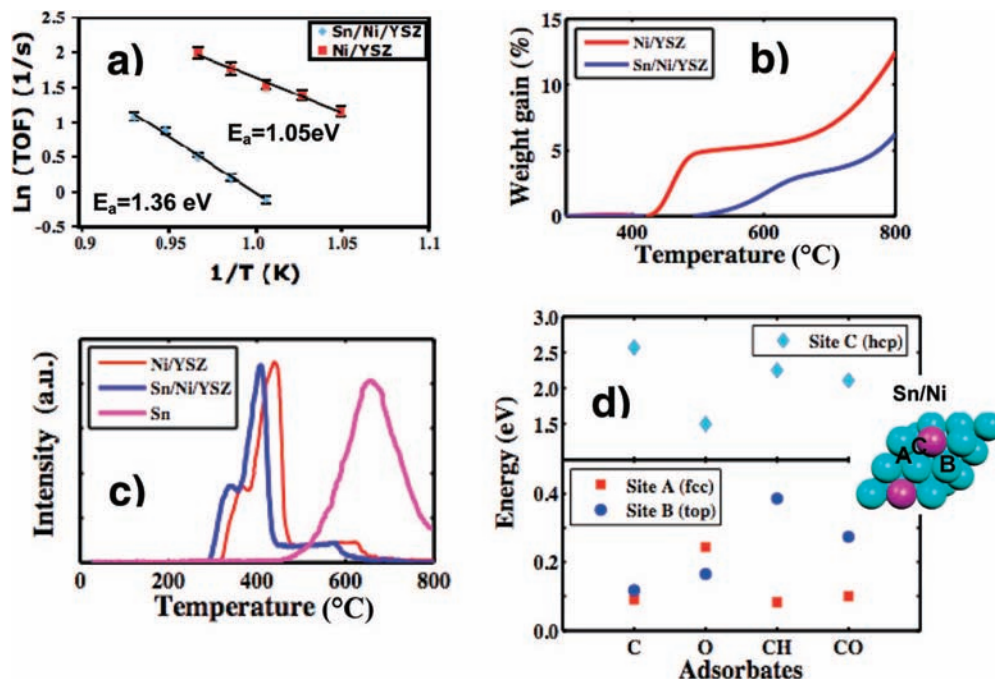 a)
Sn/Ni/YSZ
Ni/YSZ
Ln (TOF) (1/s)
2.5
2
1.5
1
0.5
0
-0.5
Ea=1.05eV
Ea=1.36 eV
0.9
0.95
1.0
1.05
1.1
1/T (K)
b)
Ni/YSZ
Sn/Ni/YSZ
Weight gain (%)
15
10
5
0
400
600
800
Temperature (°C)
c)
Ni/YSZ
Sn/Ni/YSZ
Sn
Intensity (a.u.)
0
200
400
600
800
Temperature (°C)
d)
Site C (hcp)
Energy (eV)
3.0
2.5
1.5
0.4
0.2
0.0
Site A (fcc)
Site B (top)
C
O
CH
CO
Adsorbates
Sn/Ni
A
C
B